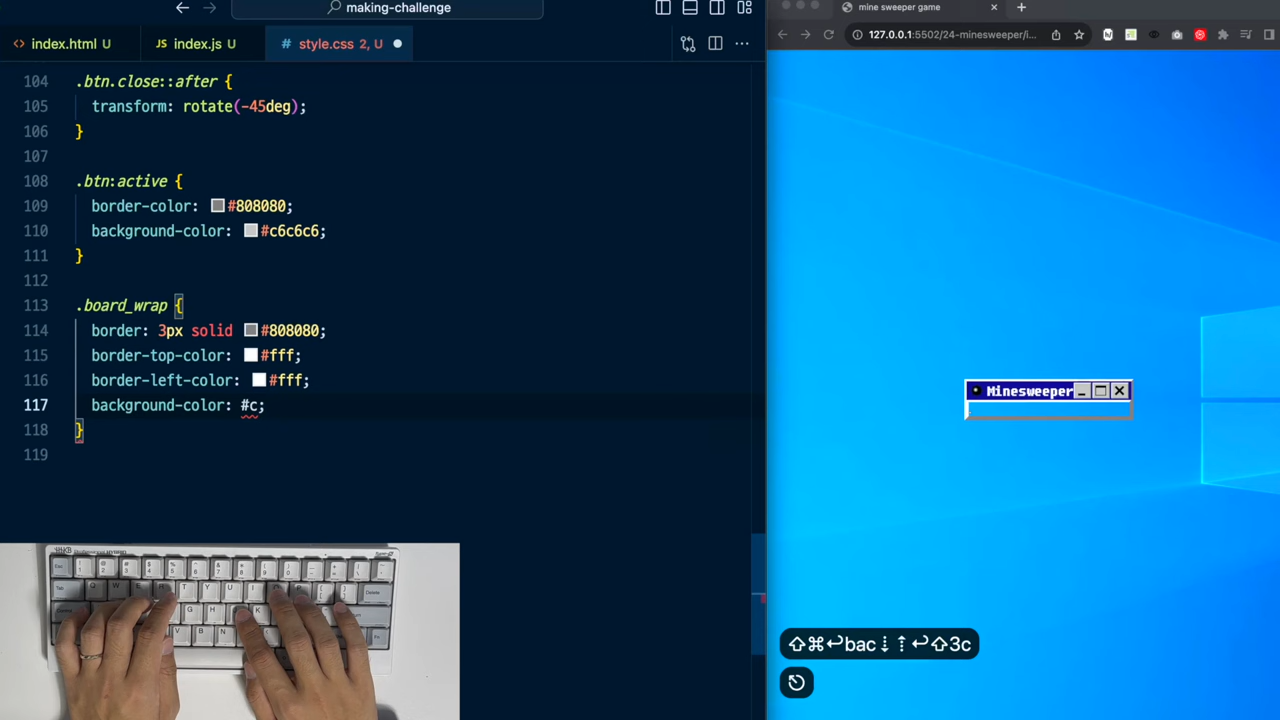 making-challenge
mine sweeper game
<> index.html U
JS index.js U
# style.css 2, U
127.0.0.1:5502/24-minesweeper/i...
104 .btn.close::after {
105 transform: rotate(-45deg);
106 }
107
108 .btn:active {
109 border-color: #808080;
110 background-color: #c6c6c6;
111 }
112
113 .board_wrap {
114 border: 3px solid #808080;
115 border-top-color: #fff;
116 border-left-color: #fff;
117 background-color: #c;
118 }
119
Minesweeper
⇧⌘↩bac⇣⇡↩⇧3c